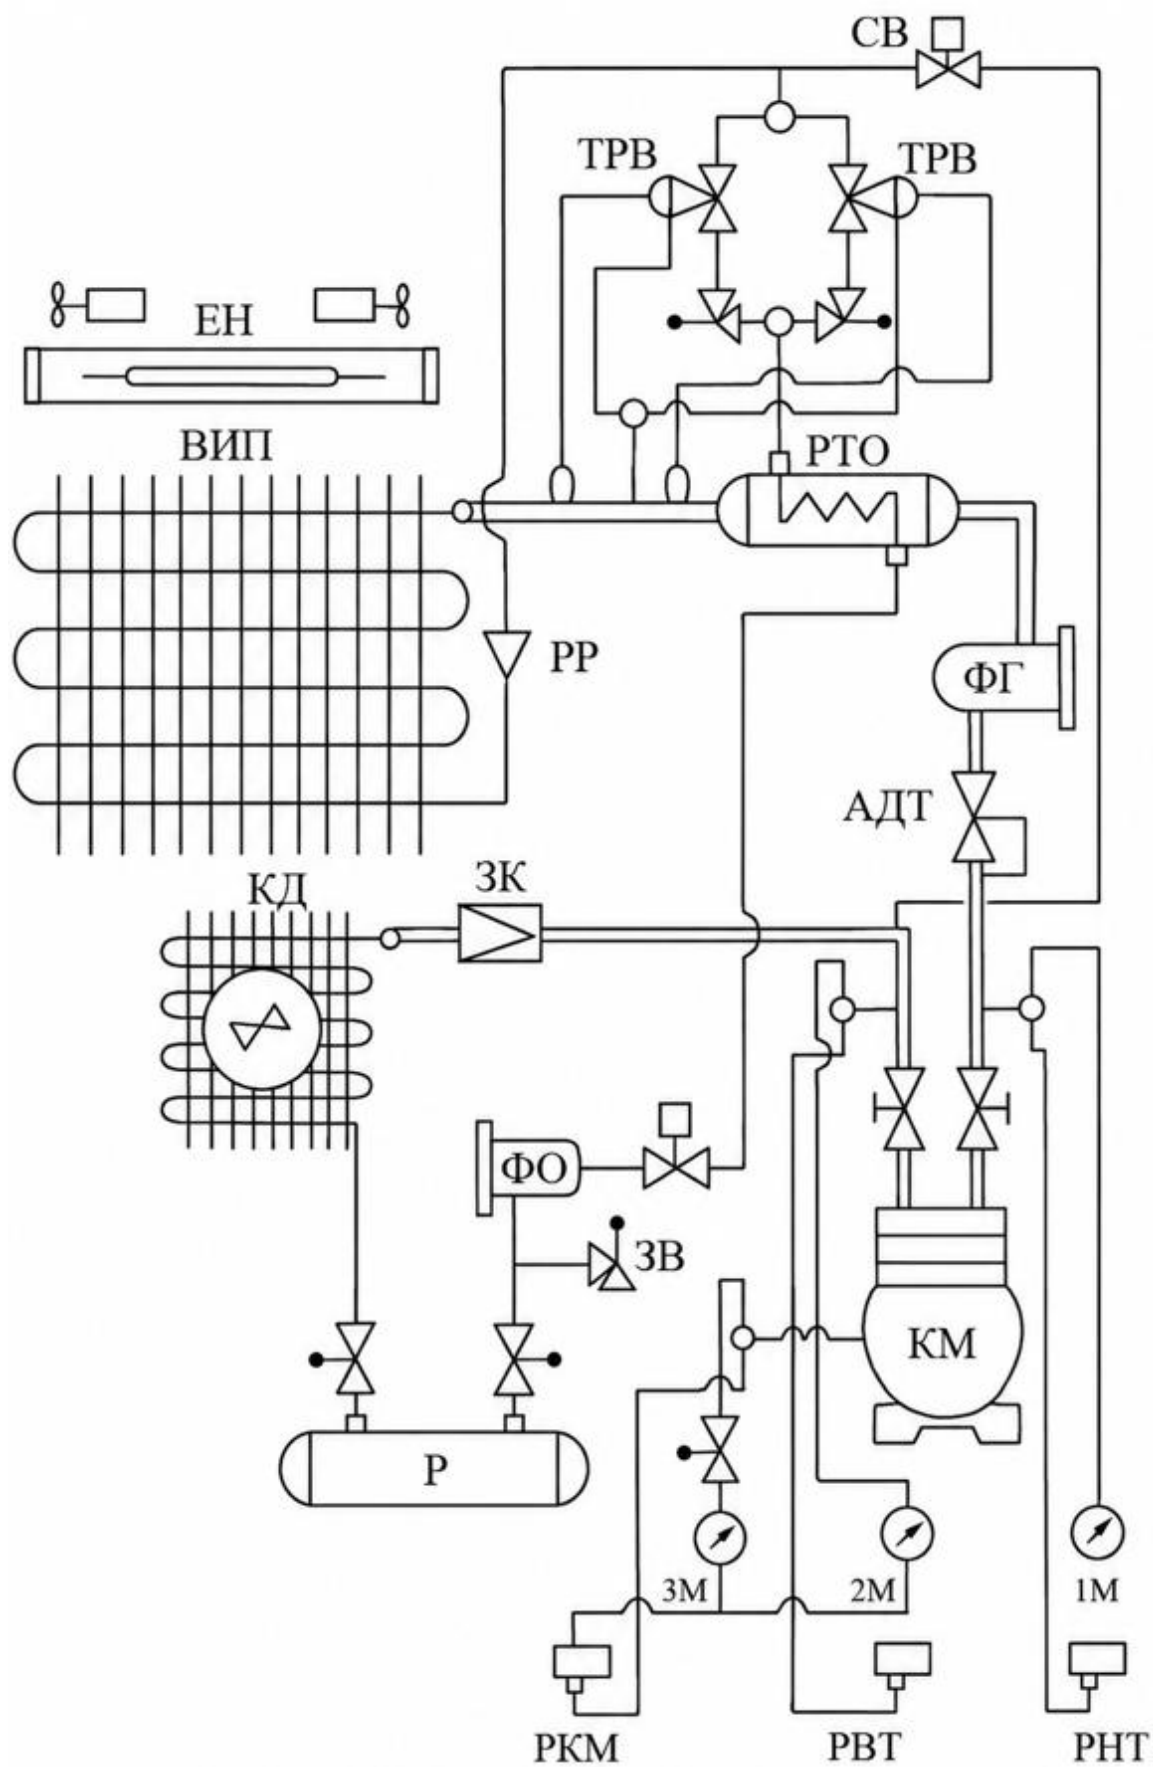 СВ
ТРВ
ТРВ
ЕН
ВИП
РТО
РР
ФГ
АДТ
КД
ЗК
ФО
ЗВ
КМ
Р
3М
2М
1М
РКМ
РВТ
РНТ